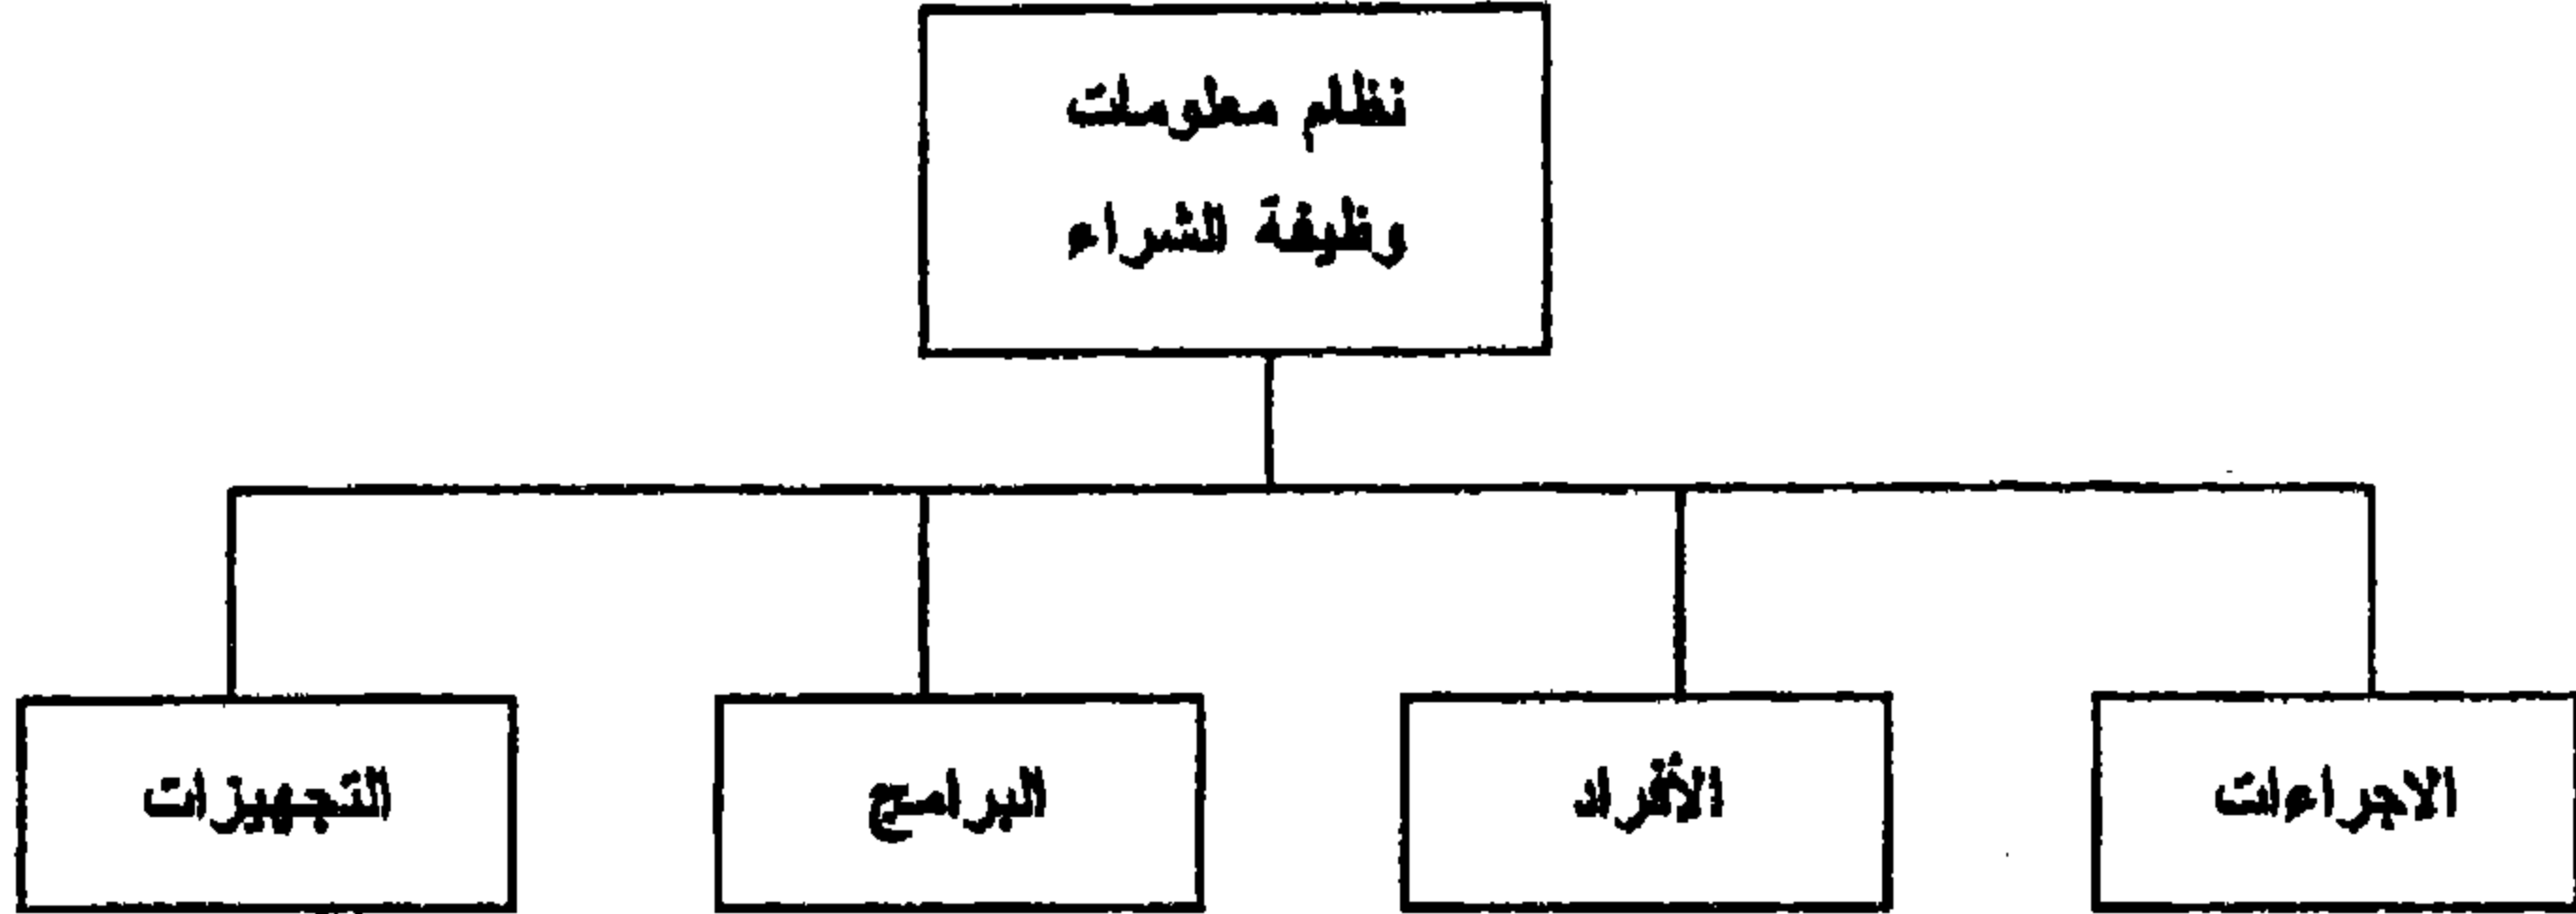 نظام معلومات
وظيفة الشراء
الاجراءات
الأفراد
البرامج
التجهيزات